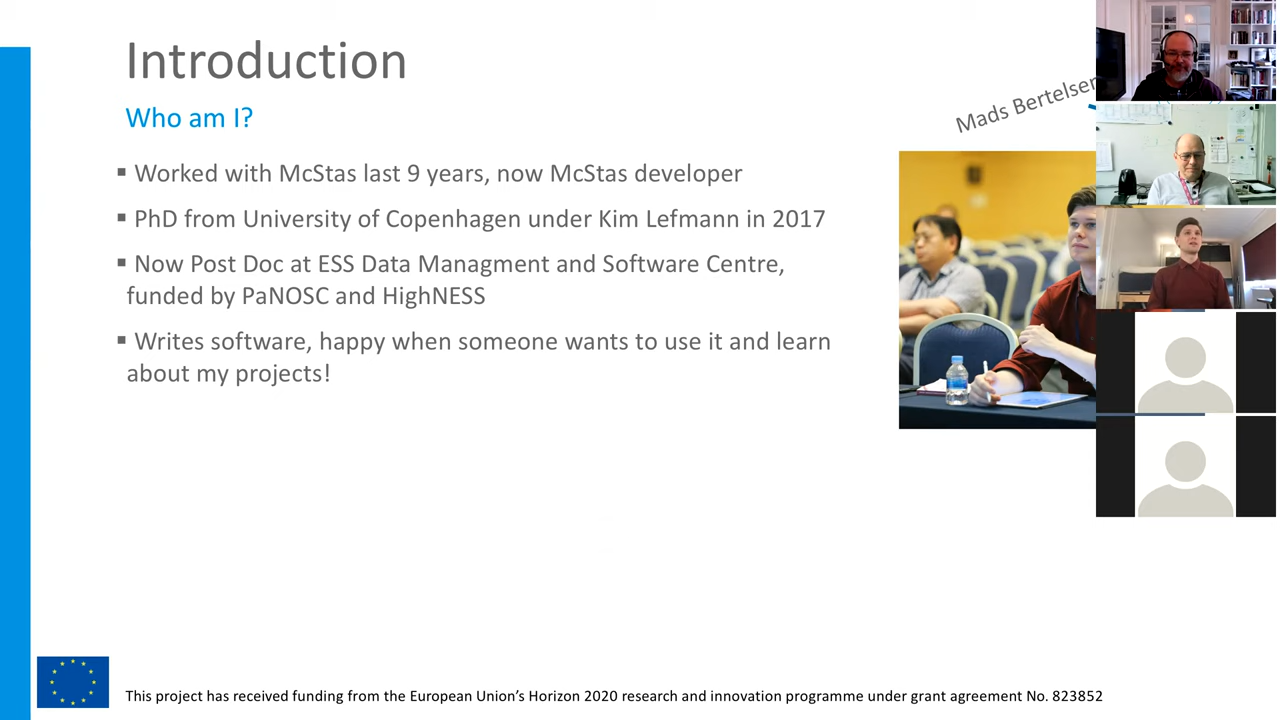 Introduction
Who am I?
Mads Bertelsen
▪ Worked with McStas last 9 years, now McStas developer
▪ PhD from University of Copenhagen under Kim Lefmann in 2017
▪ Now Post Doc at ESS Data Managment and Software Centre,
funded by PaNOSC and HighNESS
▪ Writes software, happy when someone wants to use it and learn
about my projects!
This project has received funding from the European Union’s Horizon 2020 research and innovation programme under grant agreement No. 823852